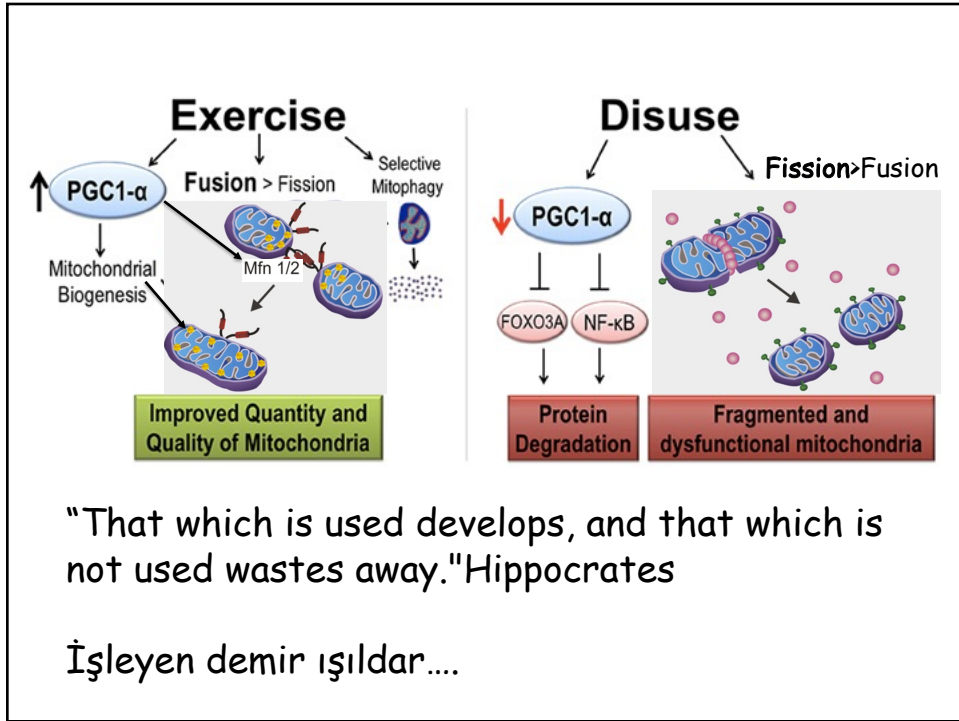 Exercise
PGC1-α
Fusion > Fission
Selective
Mitophagy
Mitochondrial
Biogenesis
Mfn 1/2
Improved Quantity and
Quality of Mitochondria
Disuse
Fission>Fusion
PGC1-α
FOXO3A
NF-κB
Protein
Degradation
Fragmented and
dysfunctional mitochondria
“That which is used develops, and that which is
not used wastes away."Hippocrates
İşleyen demir ışıldar….